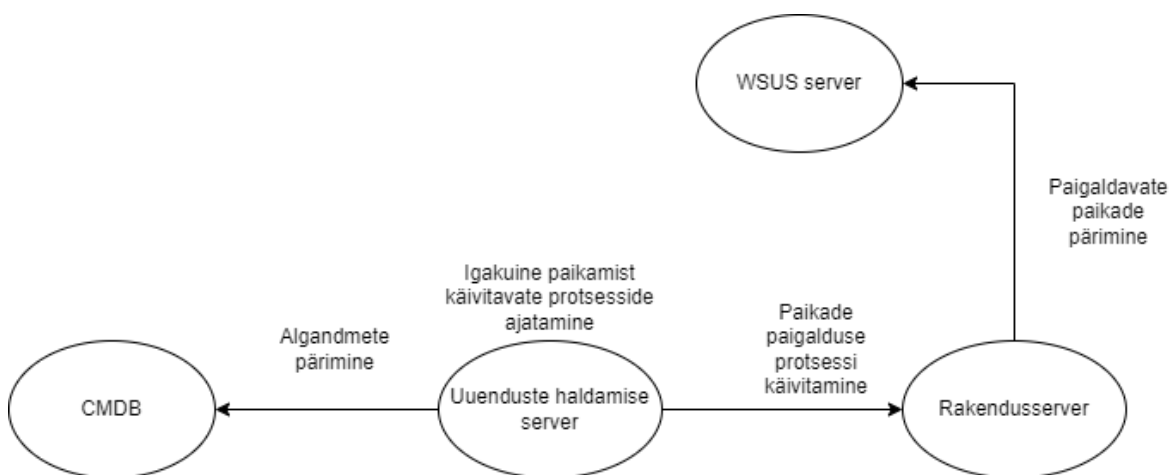 WSUS server
Paigaldavate
paikade
pärimine
Igakuine paikamist
käivitavate protsesside
ajatamine
Algandmete
pärimine
Paikade
paigalduse
protsessi
käivitamine
CMDB
Uuenduste haldamise
server
Rakendusserver